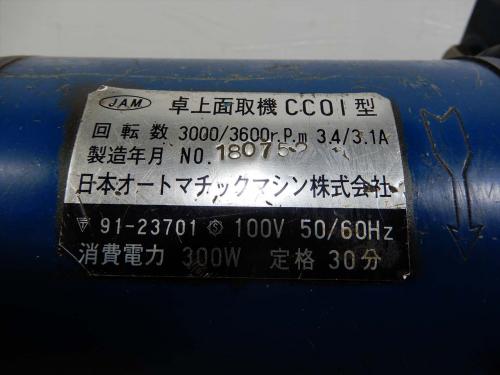 JAM 卓上面取機 CC01型
回転数 3000/3600r.P.m 3.4/3.1A
製造年月 NO.180752
日本オートマチックマシン株式会社
91-23701 100V 50/60Hz
消費電力 300W 定格 30分